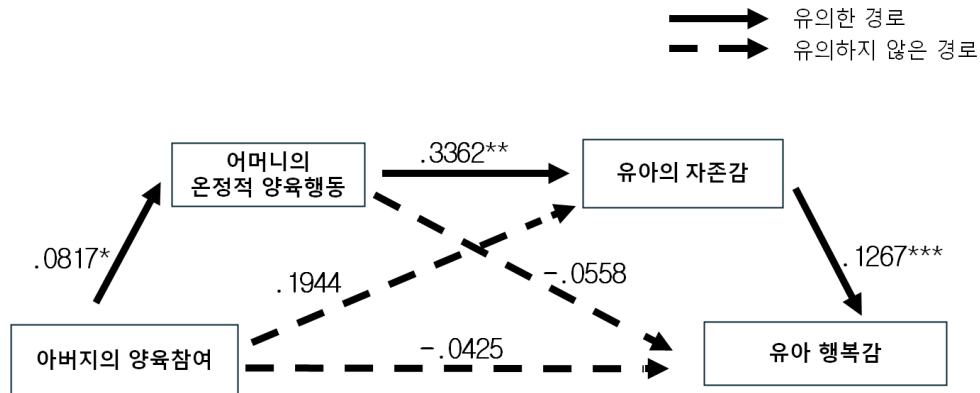 유의한 경로
유의하지 않은 경로
어머니의
온정적 양육행동
.3362**
유아의 자존감
.0817*
.1944
-.0558
.1267***
아버지의 양육참여
-.0425
유아 행복감